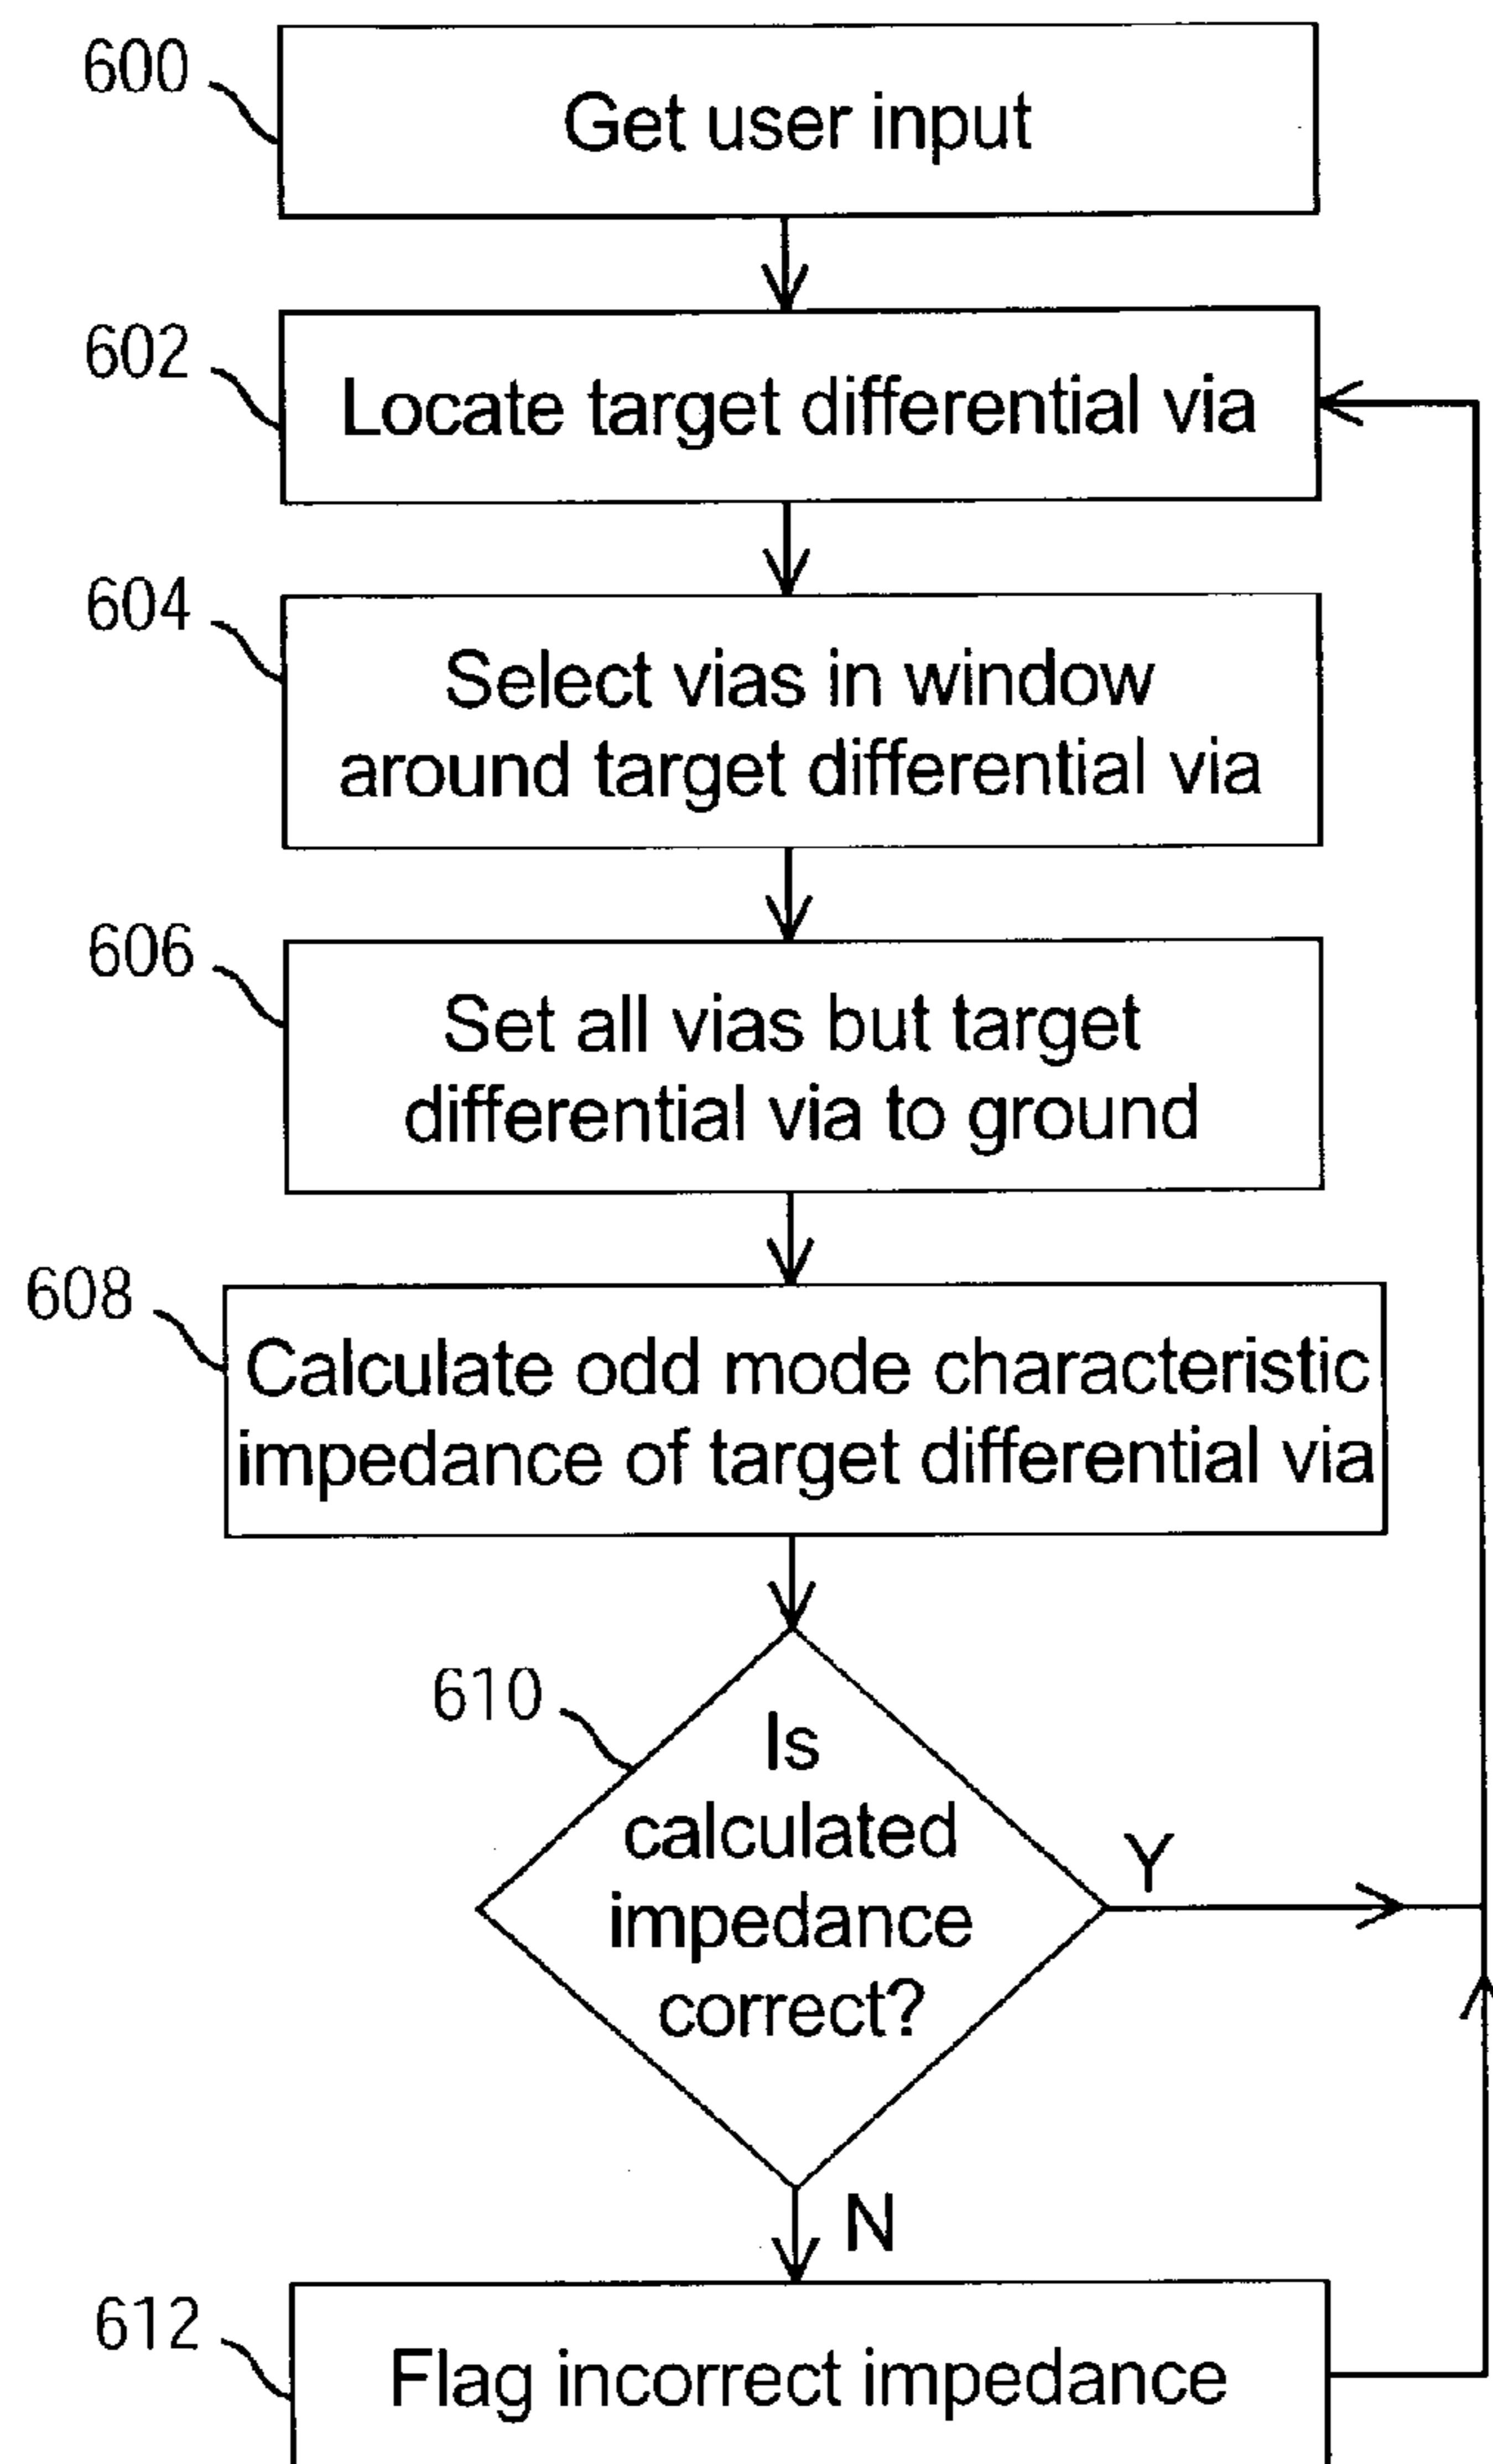 600
Get user input
602
Locate target differential via
604
Select vias in window
around target differential via
606
Set all vias but target
differential via to ground
608
Calculate odd mode characteristic
impedance of target differential via
610
Is
calculated
impedance
correct?
Y
N
612
Flag incorrect impedance